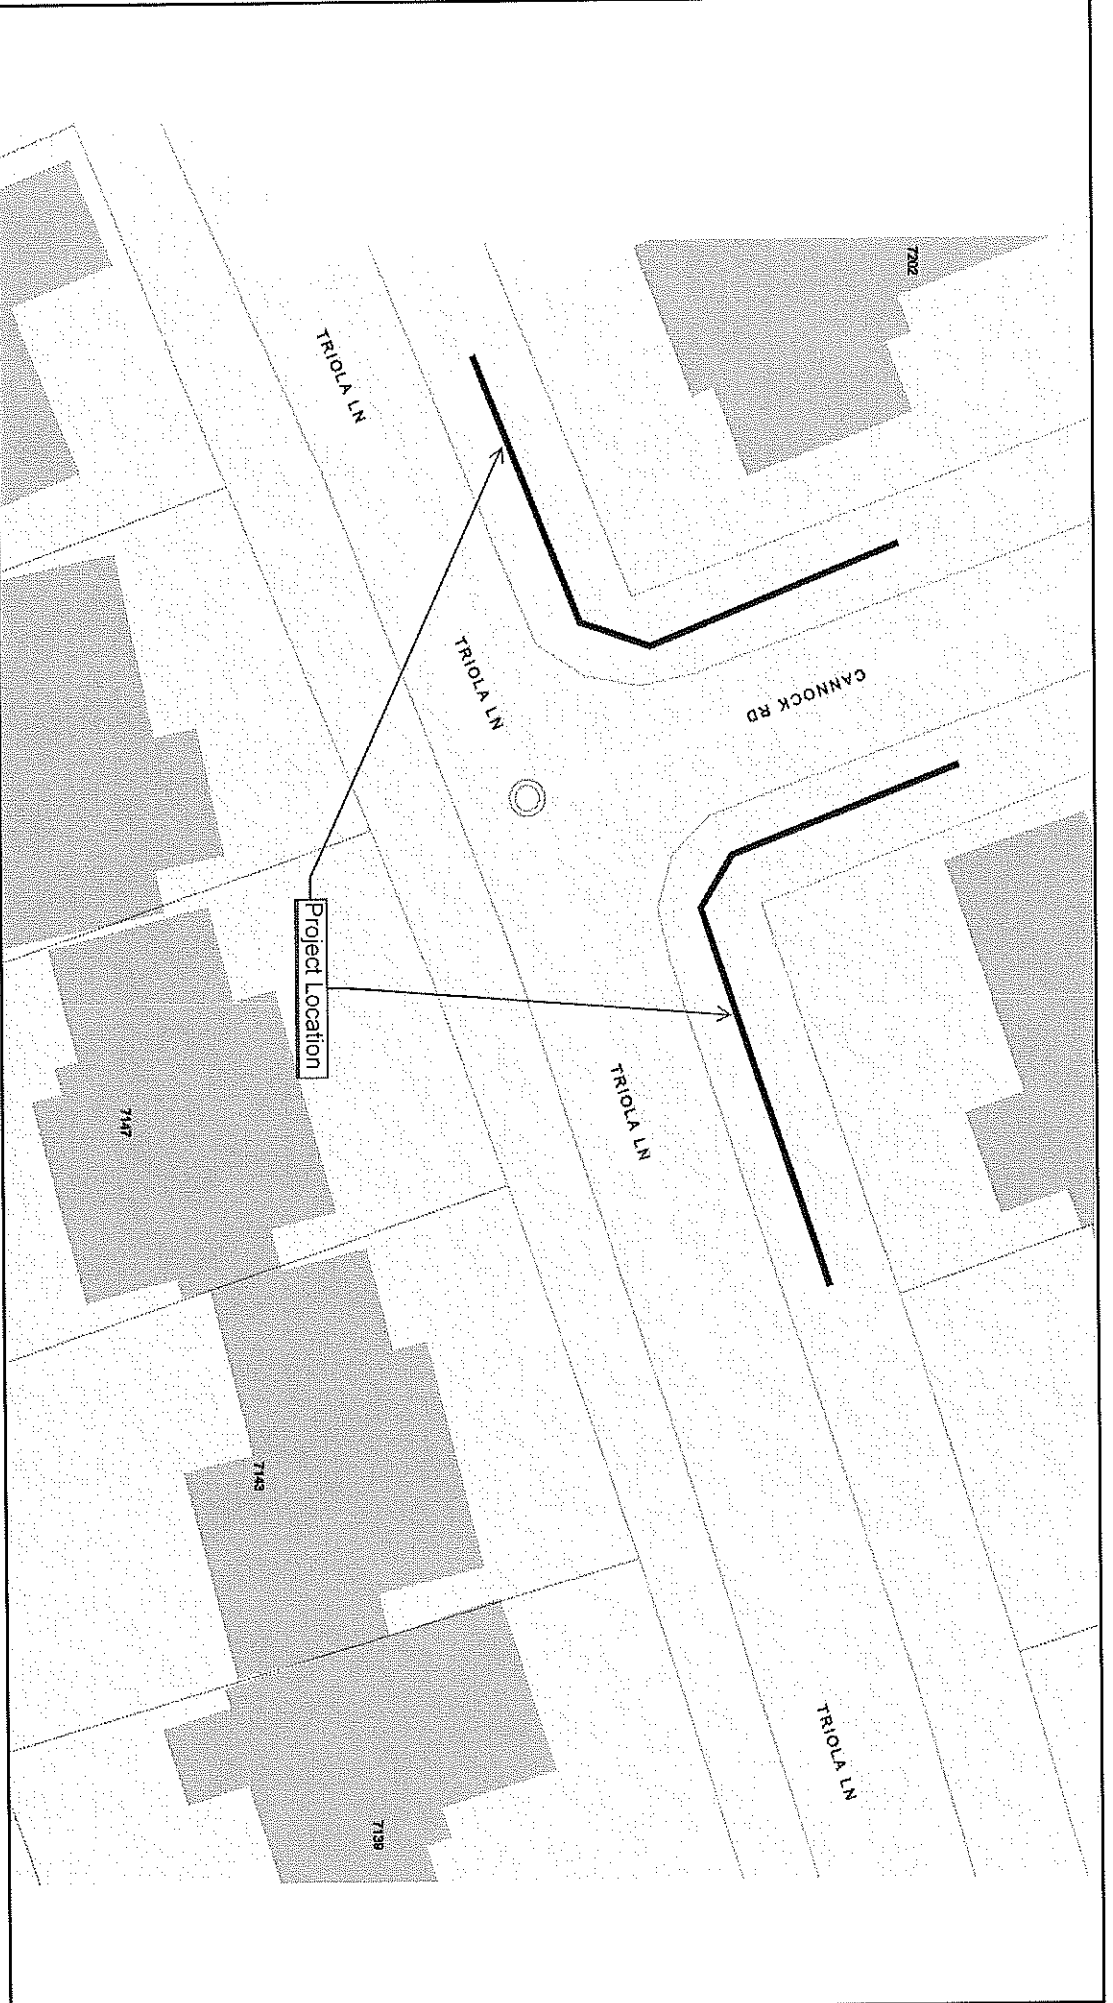 7202
CANNOCK RD
TRIOLA LN
TRIOLA LN
TRIOLA LN
TRIOLA LN
Project Location
7147
7143
7139